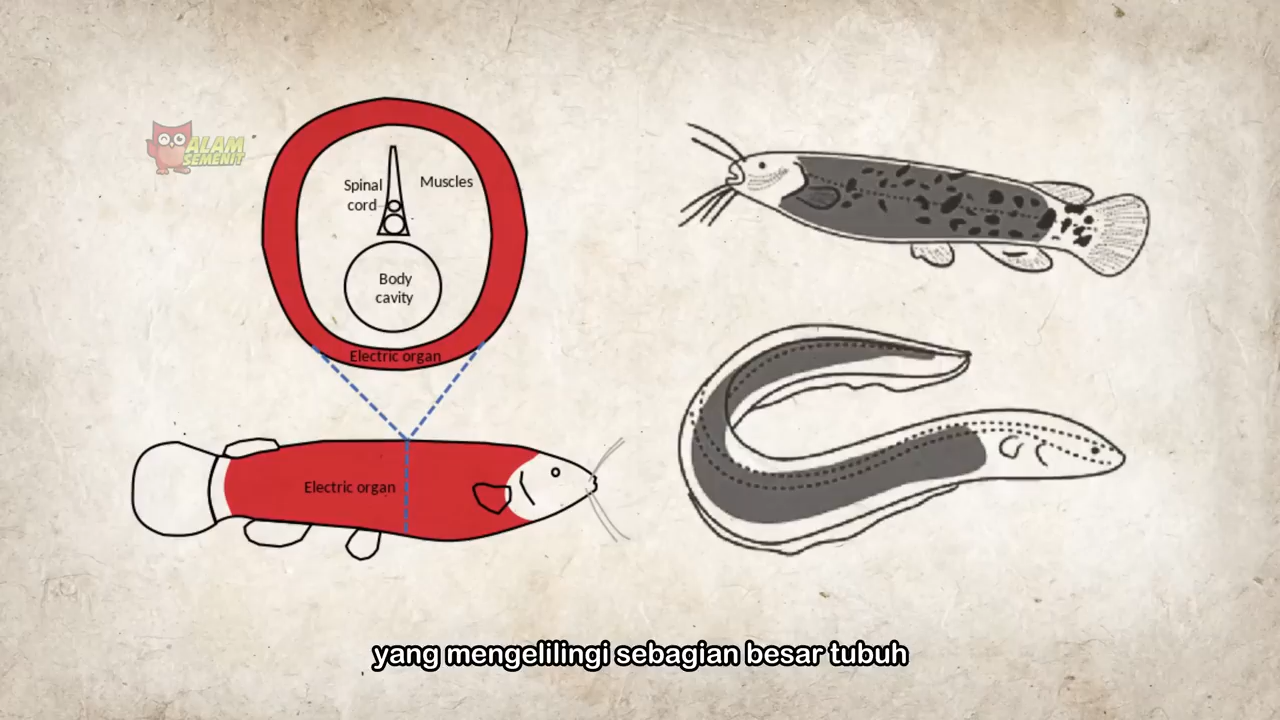 ALAM
SEMENIT
Spinal
cord
Muscles
Body
cavity
Electric organ
Electric organ
yang mengelilingi sebagian besar tubuh